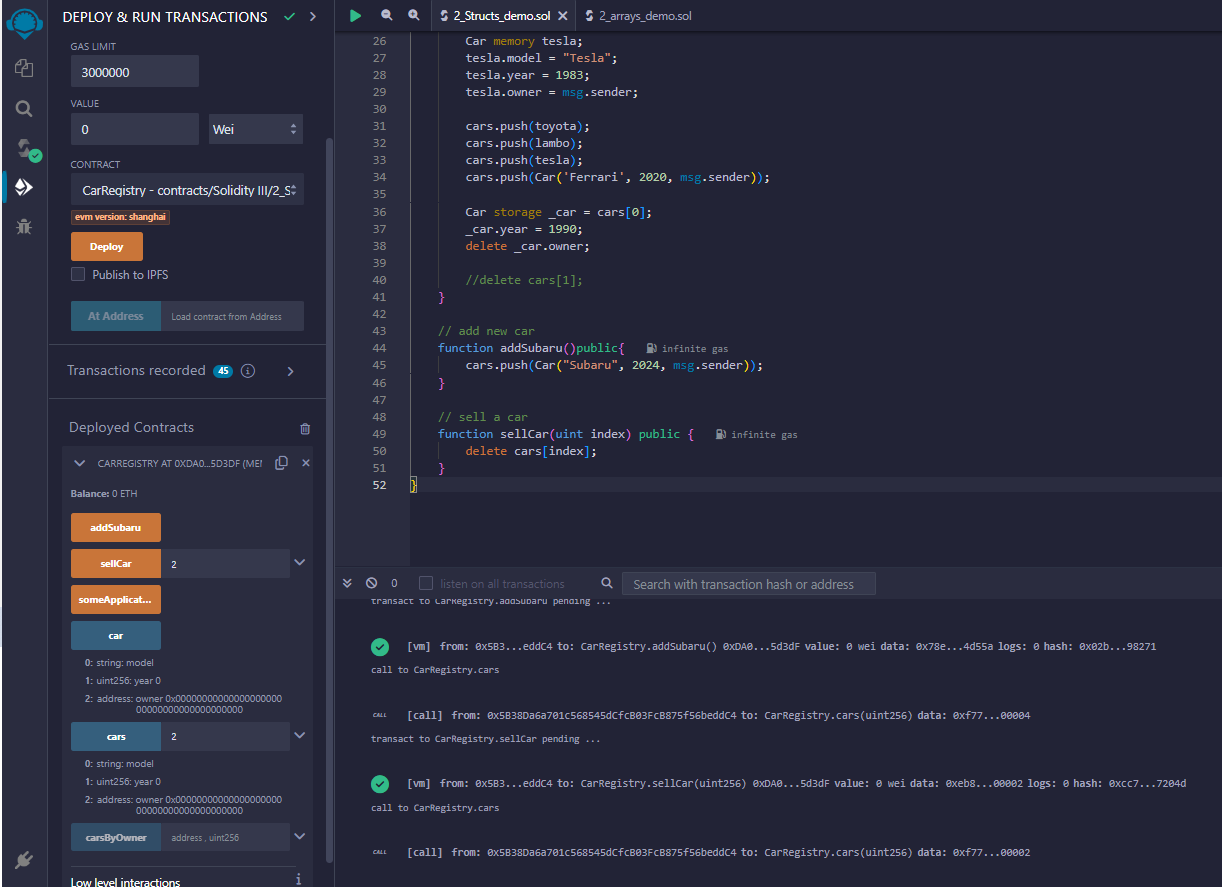 DEPLOY & RUN TRANSACTIONS
GAS LIMIT
3000000
VALUE
0
Wei
CONTRACT
CarRegistry - contracts/Solidity III/2_S
evm version: shanghai
Deploy
Publish to IPFS
At Address
Load contract from Address
Transactions recorded 45 i
Deployed Contracts
CARREGISTRY AT 0XDA0...5D3DF (MEM
Balance: 0 ETH
addSubaru
sellCar 2
someApplicat...
car
0: string: model
1: uint256: year 0
2: address: owner 0x00000000000000000000
00000000000000000000
cars 2
0: string: model
1: uint256: year 0
2: address: owner 0x00000000000000000000
00000000000000000000
carsByOwner address , uint256
Low level interactions i
2_Structs_demo.sol
2_arrays_demo.sol
26 Car memory tesla;
27 tesla.model = "Tesla";
28 tesla.year = 1983;
29 tesla.owner = msg.sender;
30
31 cars.push(toyota);
32 cars.push(lambo);
33 cars.push(tesla);
34 cars.push(Car('Ferrari', 2020, msg.sender));
35
36 Car storage _car = cars[0];
37 _car.year = 1990;
38 delete _car.owner;
39
40 //delete cars[1];
41 }
42
43 // add new car
44 function addSubaru()public{ infinite gas
45 cars.push(Car("Subaru", 2024, msg.sender));
46 }
47
48 // sell a car
49 function sellCar(uint index) public { infinite gas
50 delete cars[index];
51 }
52 }
0
listen on all transactions
Search with transaction hash or address
transact to CarRegistry.addSubaru pending ...
[vm] from: 0x5B3...eddC4 to: CarRegistry.addSubaru() 0xDA0...5d3dF value: 0 wei data: 0x78e...4d55a logs: 0 hash: 0x02b...98271
call to CarRegistry.cars
CALL [call] from: 0x5B38Da6a701c568545dCfcB03FcB875f56beddC4 to: CarRegistry.cars(uint256) data: 0xf77...00004
transact to CarRegistry.sellCar pending ...
[vm] from: 0x5B3...eddC4 to: CarRegistry.sellCar(uint256) 0xDA0...5d3dF value: 0 wei data: 0xeb8...00002 logs: 0 hash: 0xcc7...7204d
call to CarRegistry.cars
CALL [call] from: 0x5B38Da6a701c568545dCfcB03FcB875f56beddC4 to: CarRegistry.cars(uint256) data: 0xf77...00002